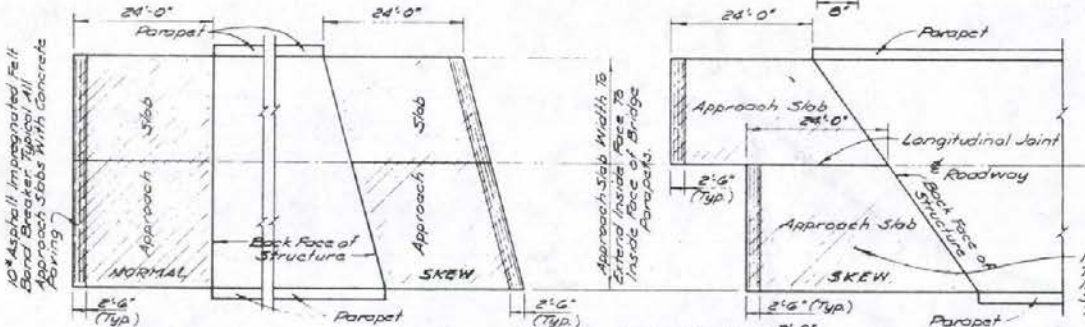 24'-0"
24'-0"
24'-0"
8"
Parapet
Parapet
10# Asphalt Impregnated Felt
Bond Breaker, Typical All
Approach Slabs With Concrete
Paving
Approach Slab
NORMAL
Back Face of
Structure
Approach Slab
SKEW
2'-6"
(Typ.)
Parapet
2'-6"
(Typ.)
Approach Slab Width To
Extend Inside Face To
Inside Face of Bridge
Parapets.
Approach Slab
24'-0"
Longitudinal Joint
℄
Roadway
2'-6"
(Typ.)
Back Face of
Structure
Approach Slab
SKEW
2'-6" (Typ.)
Parapet